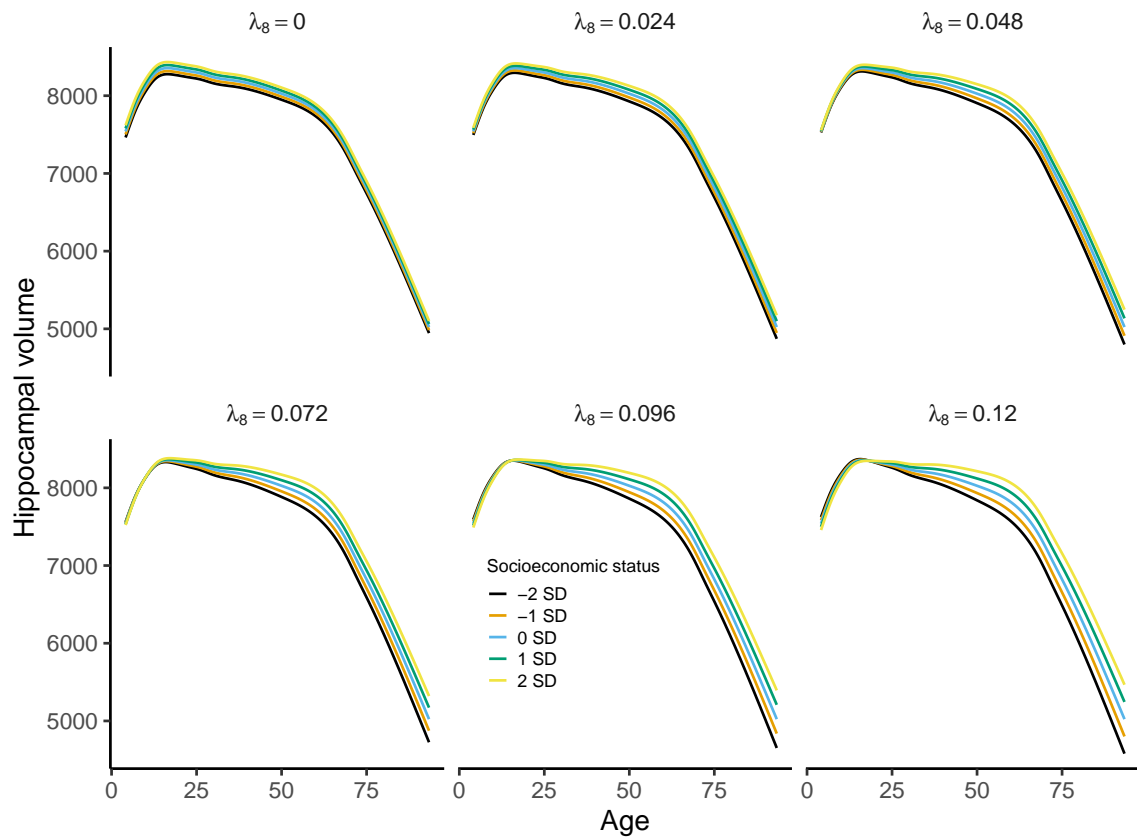 λ₈ = 0
λ₈ = 0.024
λ₈ = 0.048
8000
7000
6000
5000
λ₈ = 0.072
λ₈ = 0.096
λ₈ = 0.12
8000
7000
6000
5000
Hippocampal volume
Socioeconomic status
−2 SD
−1 SD
0 SD
1 SD
2 SD
0 25 50 75
0 25 50 75
0 25 50 75
Age